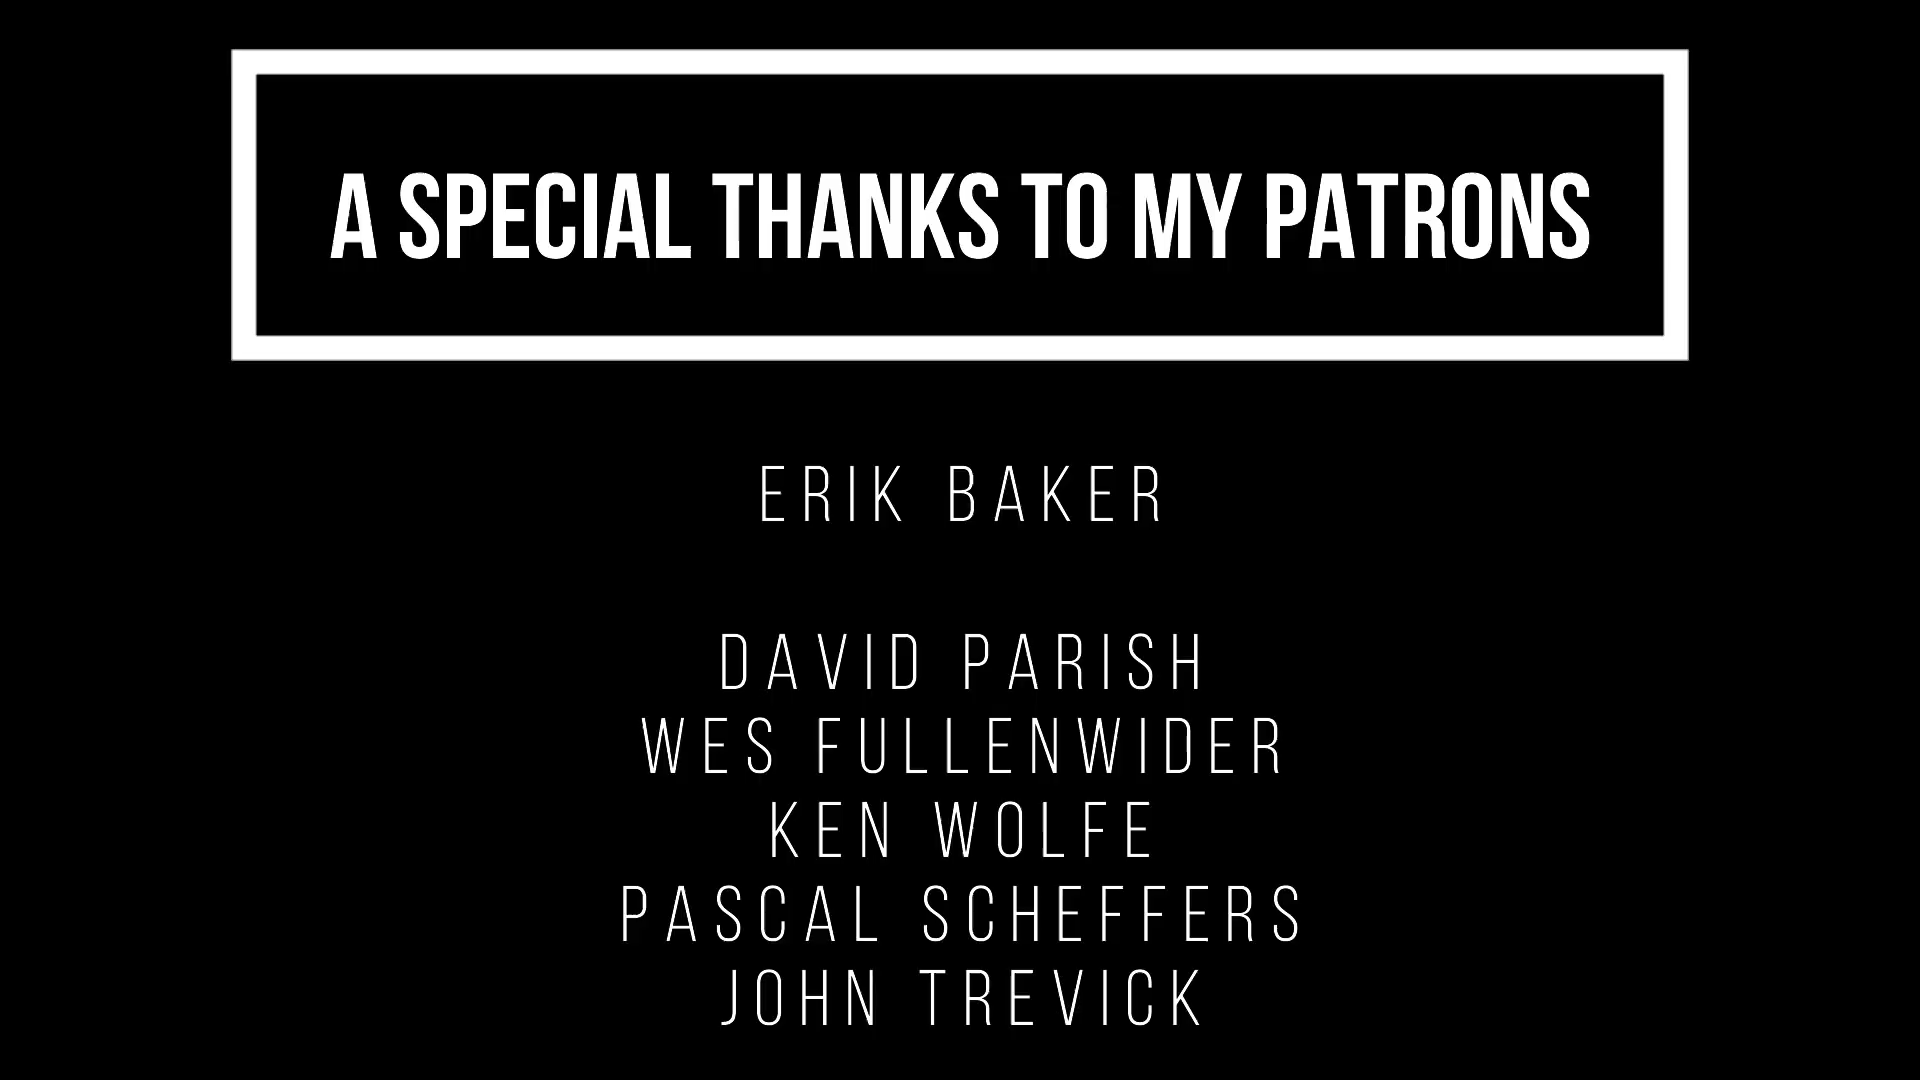 A SPECIAL THANKS TO MY PATRONS
ERIK BAKER
DAVID PARISH
WES FULLENWIDER
KEN WOLFE
PASCAL SCHEFFERS
JOHN TREVICK